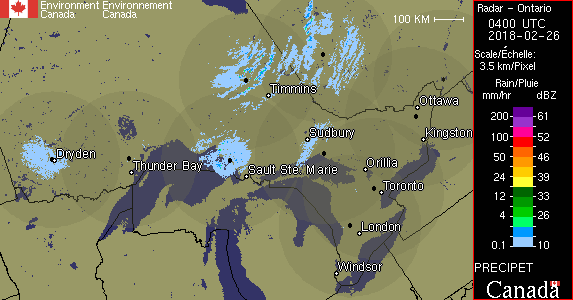 Environment Environnement
Canada Canada
100 KM
Timmins
Ottawa
Sudbury
Kingston
Dryden
Thunder Bay
Sault Ste. Marie
Orillia
Toronto
London
Windsor
Radar - Ontario
0400 UTC
2018-02-26
Scale/Échelle:
3.5 km/Pixel
Rain/Pluie
mm/hr dBZ
200 61
100 52
50 46
24 39
12 33
4 26
0.1 10
PRECIPET
Canada